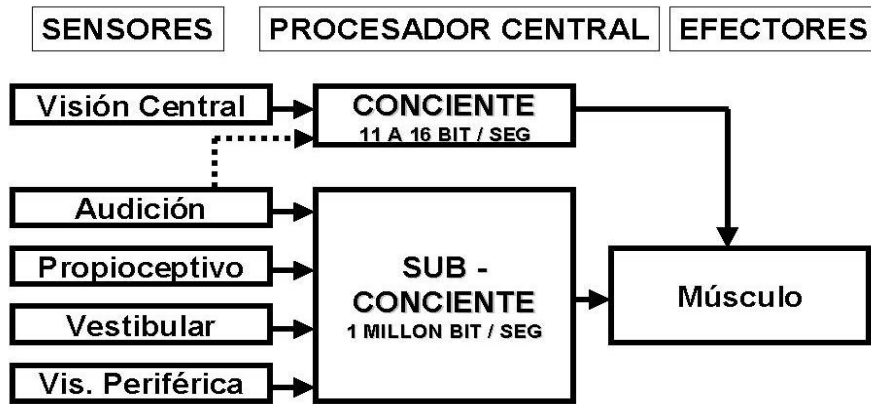 SENSORES
PROCESADOR CENTRAL
EFECTORES
Visión Central
CONCIENTE
11 A 16 BIT / SEG
Audición
Propioceptivo
Vestibular
Vis. Periférica
SUB -
CONCIENTE
1 MILLON BIT / SEG
Músculo